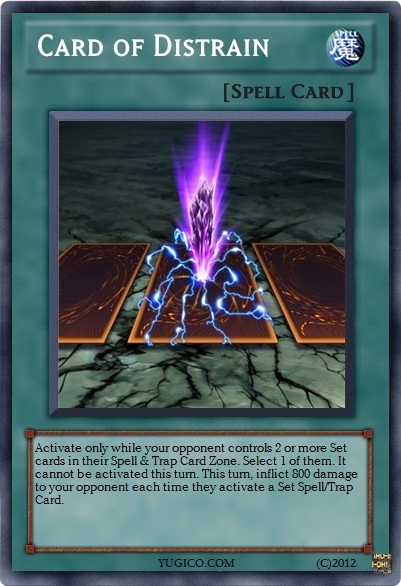 Card of Distrain
SPELL
魔
[Spell Card]
Activate only while your opponent controls 2 or more Set
cards in their Spell & Trap Card Zone. Select 1 of them. It
cannot be activated this turn. This turn, inflict 800 damage
to your opponent each time they activate a Set Spell/Trap
Card.
YUGICO.COM
(C)2012